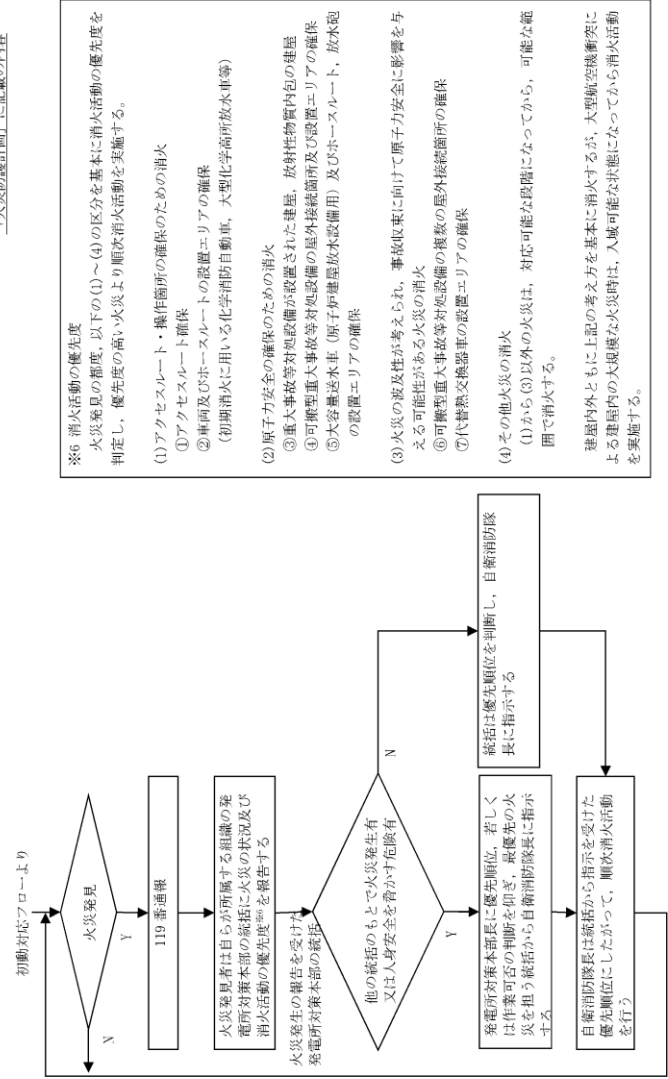 「火災防護計画」に記載の内容
初動対応フローより
火災発見
N
Y
119 番通報
火災発見者は自らが所属する組織の発
電所対策本部の統括に火災の状況及び
消火活動の優先度※6を報告する
火災発生の報告を受けた
発電所対策本部の統括
他の統括のもとで火災発生有
又は人身安全を脅かす危険有
N
Y
発電所対策本部長に優先順位,若しく
は作業可否の判断を仰ぎ,最優先の火
災を担う統括から自衛消防隊長に指示
する
統括は優先順位を判断し,自衛消防隊
長に指示する
自衛消防隊長は統括から指示を受けた
優先順位にしたがって,順次消火活動
を行う
※6 消火活動の優先度
火災発見の都度,以下の(1)～(4)の区分を基本に消火活動の優先度を
判定し,優先度の高い火災より順次消火活動を実施する。
(1)アクセスルート・操作箇所の確保のための消火
①アクセスルート確保
②車両及びホースルートの設置エリアの確保
(初期消火に用いる化学消防自動車,大型化学高所放水車等)
(2)原子力安全の確保のための消火
③重大事故等対処設備が設置された建屋,放射性物質内包の建屋
④可搬型重大事故等対処設備の屋外接続箇所及び設置エリアの確保
⑤大容量送水車(原子炉建屋放水設備用)及びホースルート,放水砲
の設置エリアの確保
(3)火災の波及性が考えられ,事故収束に向けて原子力安全に影響を与
える可能性がある火災の消火
⑥可搬型重大事故等対処設備の複数の屋外接続箇所の確保
⑦代替熱交換器車の設置エリアの確保
(4)その他火災の消火
(1)から(3)以外の火災は,対応可能な段階になってから,可能な範
囲で消火する。
建屋内外ともに上記の考え方を基本に消火するが,大型航空機衝突に
よる建屋内の大規模な火災時は,入域可能な状態になってから消火活動
を実施する。